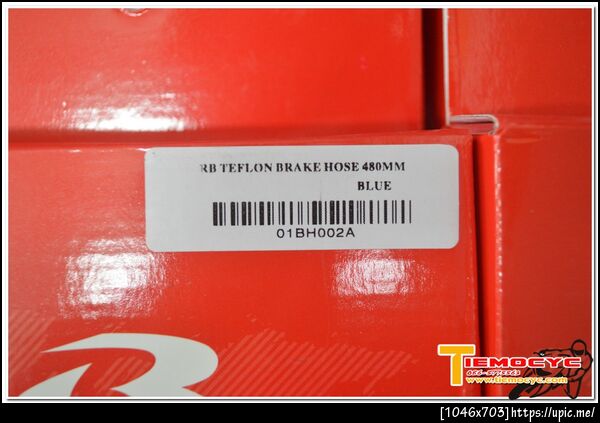 RB TEFLON BRAKE HOSE 480MM
BLUE
01BH002A
TIEMOCYC
www.tiemocyc.com
[1046x703]https://upic.me/